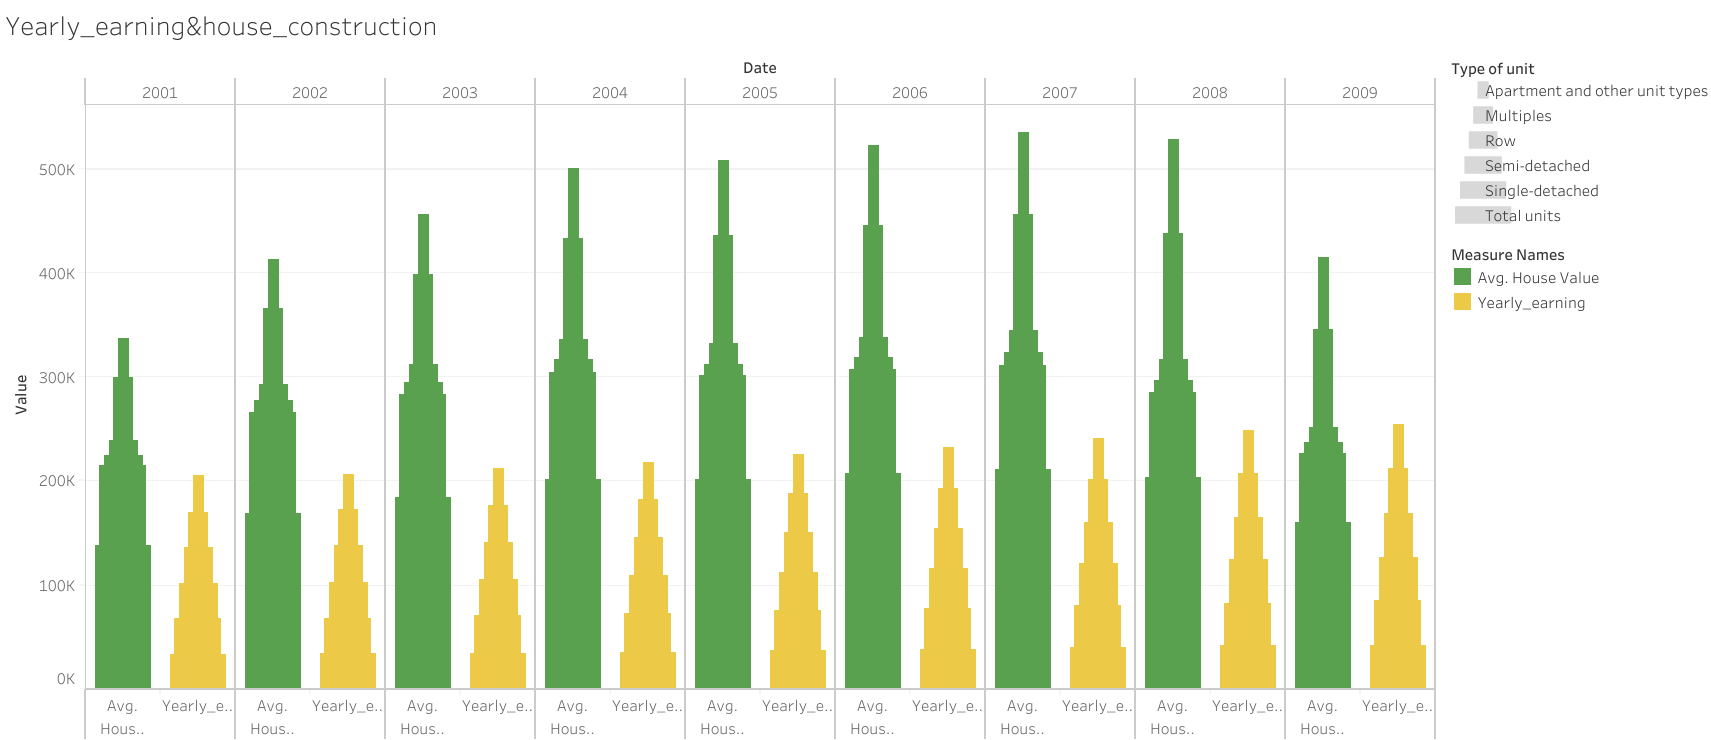 Yearly_earning&house_construction
Date
2001 2002 2003 2004 2005 2006 2007 2008 2009
500K
400K
300K
200K
100K
0K
Value
Avg. Yearly_e.. Avg. Yearly_e.. Avg. Yearly_e.. Avg. Yearly_e.. Avg. Yearly_e.. Avg. Yearly_e.. Avg. Yearly_e.. Avg. Yearly_e.. Avg. Yearly_e..
Hous.. Hous.. Hous.. Hous.. Hous.. Hous.. Hous.. Hous.. Hous..
Type of unit
Apartment and other unit types
Multiples
Row
Semi-detached
Single-detached
Total units
Measure Names
Avg. House Value
Yearly_earning